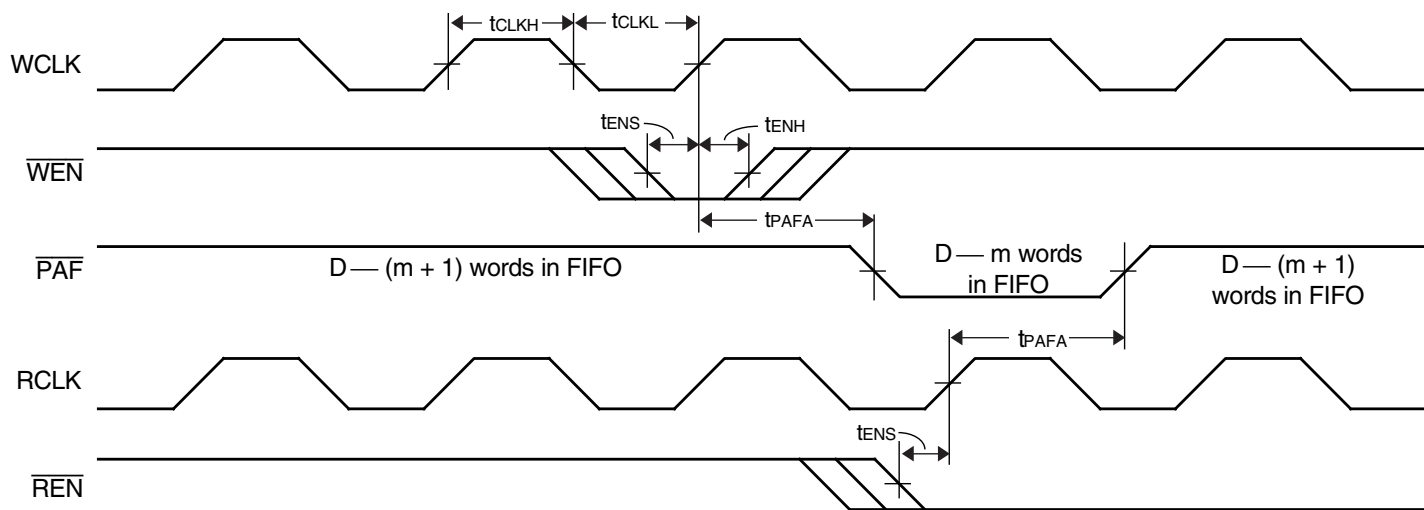 tCLKH
tCLKL
WCLK
tENS
tENH
WEN
tPAFA
PAF
D — (m + 1) words in FIFO
D — m words
in FIFO
D — (m + 1)
words in FIFO
tPAFA
RCLK
tENS
REN